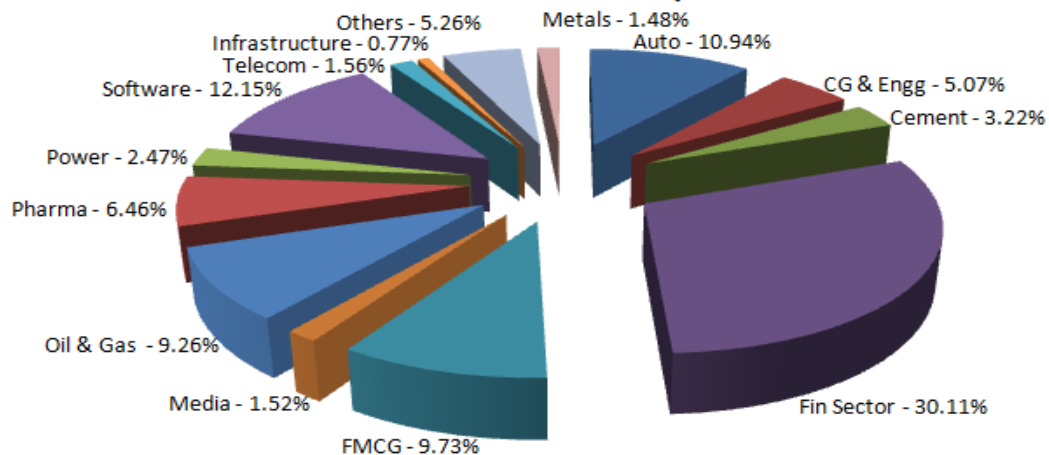 Others - 5.26%
Metals - 1.48%
Infrastructure - 0.77%
Auto - 10.94%
Telecom - 1.56%
Software - 12.15%
CG & Engg - 5.07%
Cement - 3.22%
Power - 2.47%
Pharma - 6.46%
Oil & Gas - 9.26%
Media - 1.52%
Fin Sector - 30.11%
FMCG - 9.73%